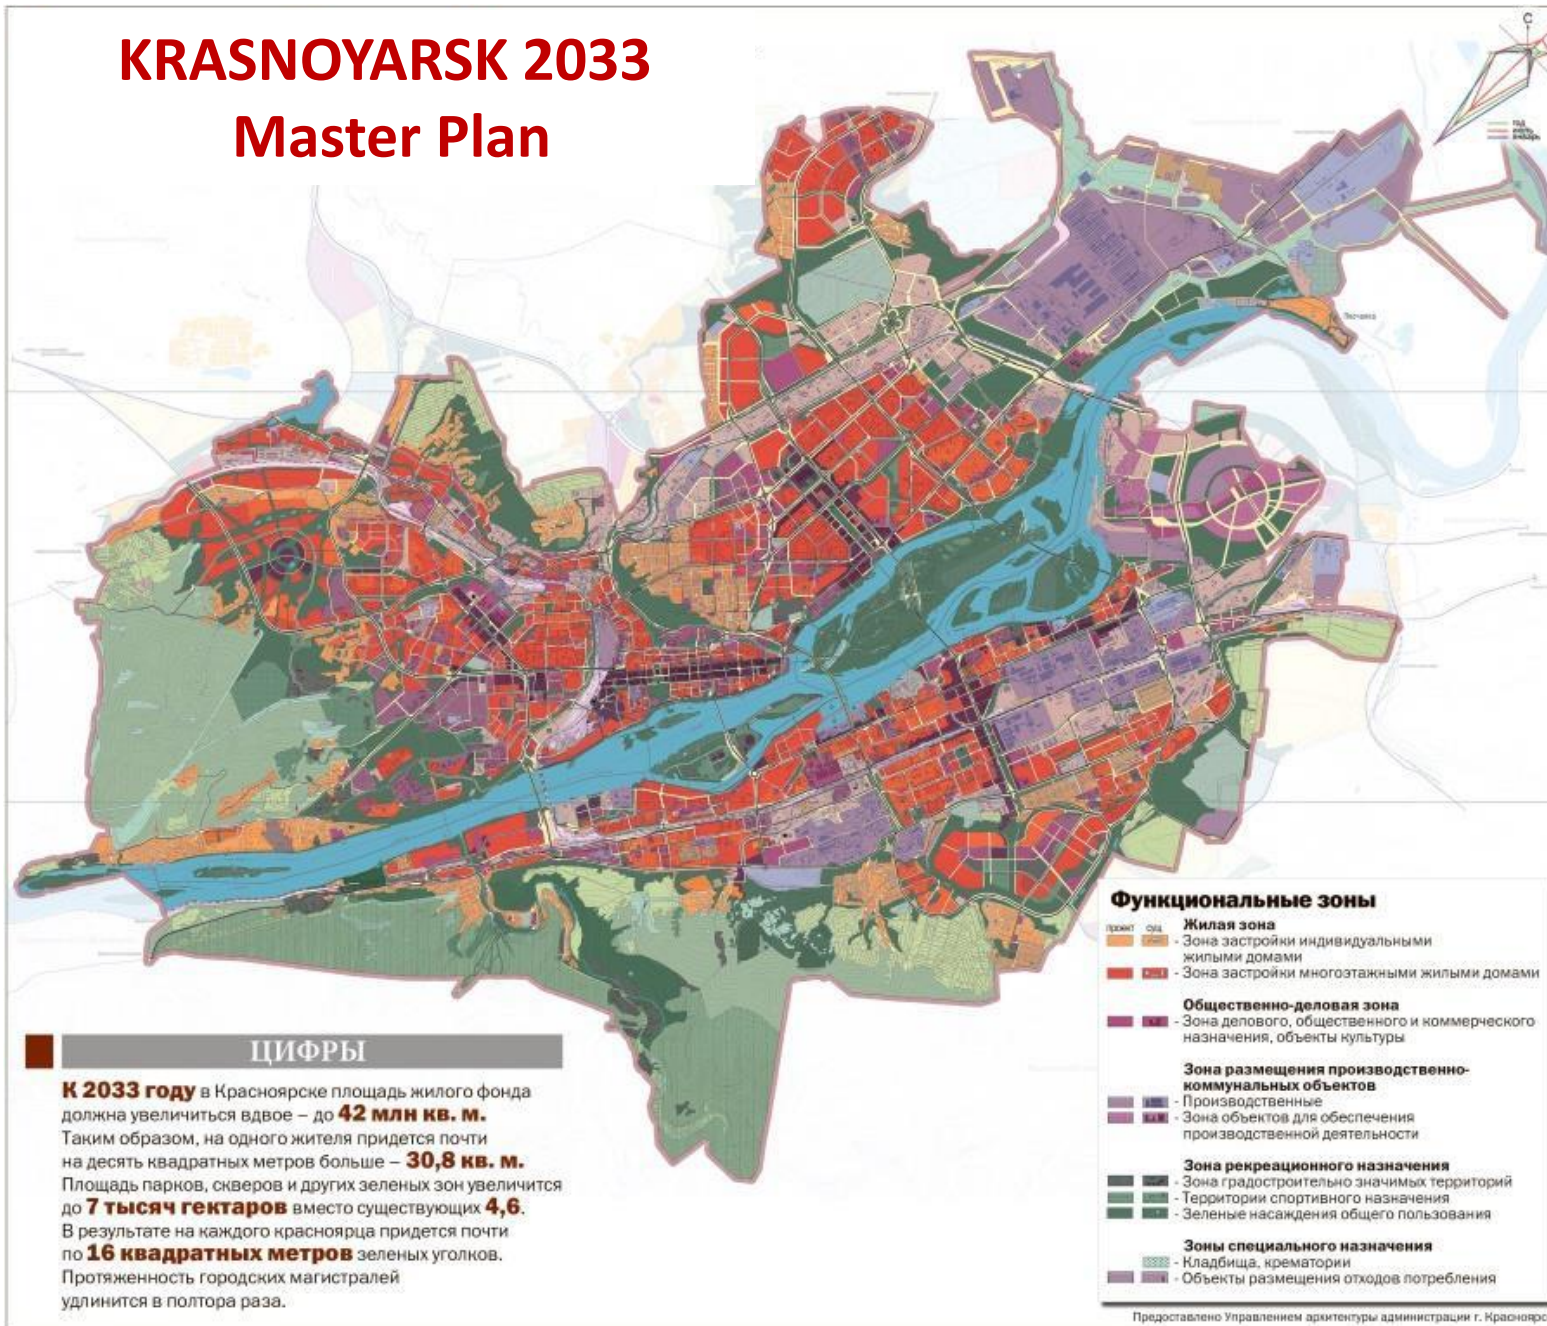 KRASNOYARSK 2033
Master Plan
С
год
июль
январь
Песчанка
Функциональные зоны
проект сущ.
Жилая зона
- Зона застройки индивидуальными
жилыми домами
- Зона застройки многоэтажными жилыми домами
Общественно-деловая зона
- Зона делового, общественного и коммерческого
назначения, объекты культуры
Зона размещения производственно-
коммунальных объектов
- Производственные
- Зона объектов для обеспечения
производственной деятельности
Зона рекреационного назначения
- Зона градостроительно значимых территорий
- Территории спортивного назначения
- Зеленые насаждения общего пользования
Зоны специального назначения
- Кладбища, крематории
- Объекты размещения отходов потребления
Предоставлено Управлением архитектуры администрации г. Красноярс
ЦИФРЫ
К 2033 году в Красноярске площадь жилого фонда
должна увеличиться вдвое – до 42 млн кв. м.
Таким образом, на одного жителя придется почти
на десять квадратных метров больше – 30,8 кв. м.
Площадь парков, скверов и других зеленых зон увеличится
до 7 тысяч гектаров вместо существующих 4,6.
В результате на каждого красноярца придется почти
по 16 квадратных метров зеленых уголков.
Протяженность городских магистралей
удлинится в полтора раза.